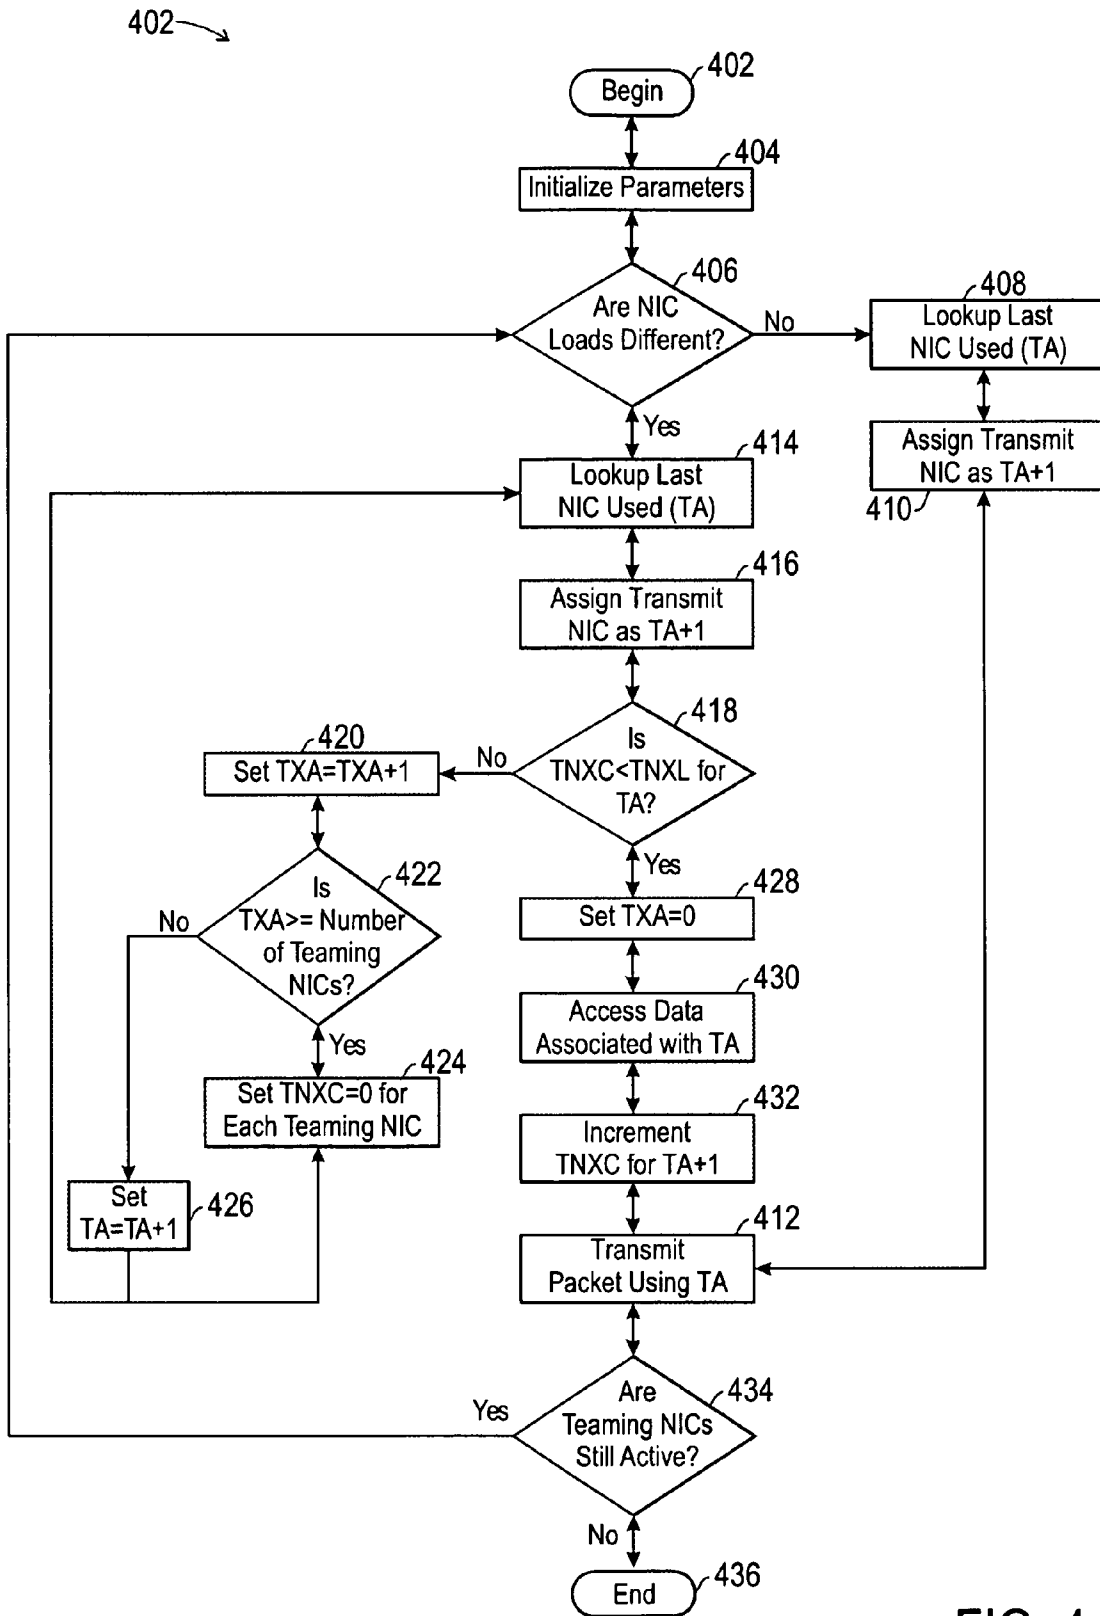 402
402
Begin
404
Initialize Parameters
406
Are NIC
Loads Different?
No
408
Lookup Last
NIC Used (TA)
Yes
414
Lookup Last
NIC Used (TA)
Assign Transmit
NIC as TA+1
410
416
Assign Transmit
NIC as TA+1
418
Is
TNXC<TNXL for
TA?
No
420
Set TXA=TXA+1
Yes
422
Is
TXA>= Number
of Teaming
NICs?
No
428
Set TXA=0
430
Access Data
Associated with TA
Yes
424
Set TNXC=0 for
Each Teaming NIC
432
Increment
TNXC for TA+1
Set
TA=TA+1
426
412
Transmit
Packet Using TA
434
Are
Teaming NICs
Still Active?
Yes
No
End
436